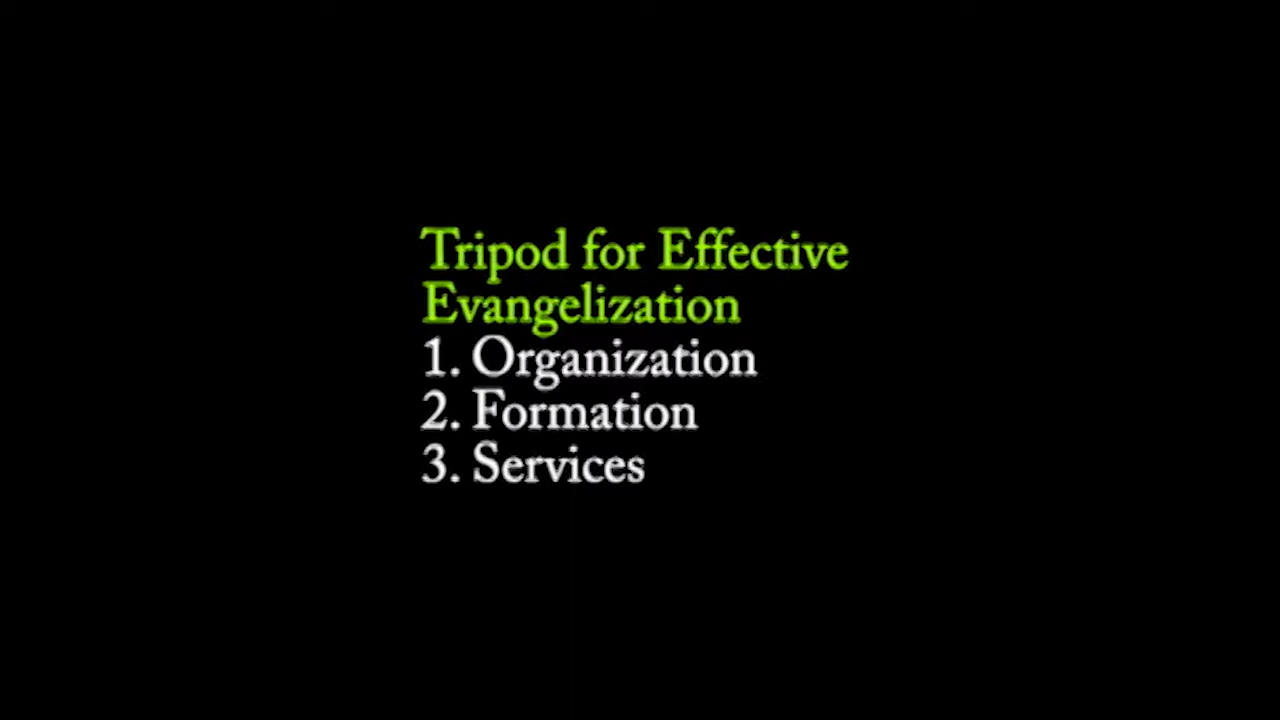 Tripod for Effective
Evangelization
1. Organization
2. Formation
3. Services